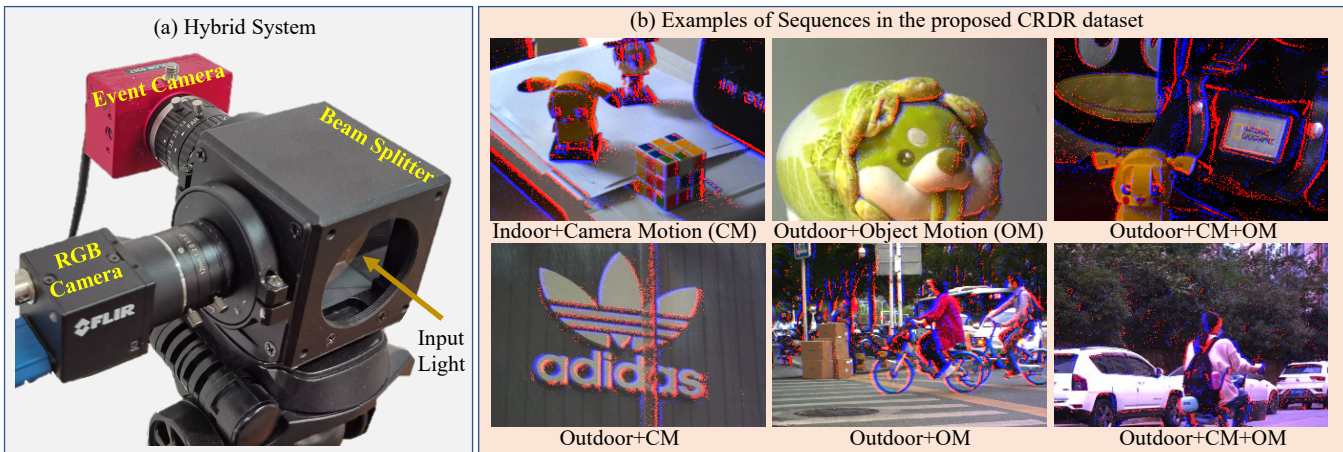 (a) Hybrid System
Event Camera
Beam Splitter
RGB
Camera
FLIR
Input
Light
(b) Examples of Sequences in the proposed CRDR dataset
Indoor+Camera Motion (CM)
Outdoor+Object Motion (OM)
Outdoor+CM+OM
adidas
Outdoor+CM
Outdoor+OM
Outdoor+CM+OM